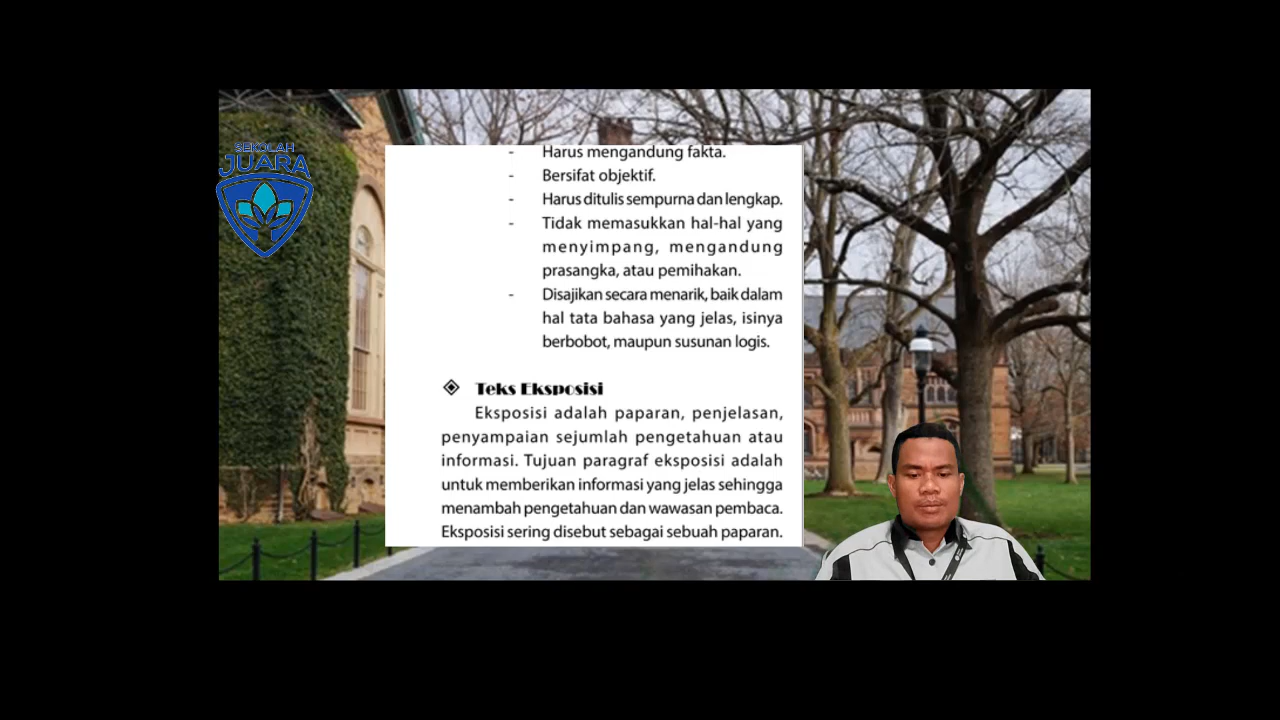 SEKOLAH
JUARA
- Harus mengandung fakta.
- Bersifat objektif.
- Harus ditulis sempurna dan lengkap.
- Tidak memasukkan hal-hal yang
menyimpang, mengandung
prasangka, atau pemihakan.
- Disajikan secara menarik, baik dalam
hal tata bahasa yang jelas, isinya
berbobot, maupun susunan logis.
Teks Eksposisi
Eksposisi adalah paparan, penjelasan,
penyampaian sejumlah pengetahuan atau
informasi. Tujuan paragraf eksposisi adalah
untuk memberikan informasi yang jelas sehingga
menambah pengetahuan dan wawasan pembaca.
Eksposisi sering disebut sebagai sebuah paparan.